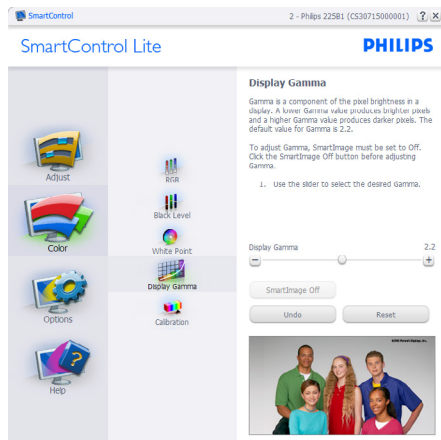 SmartControl
2 - Philips 225B1 (CS30715000001)
? X
SmartControl Lite
PHILIPS
Display Gamma
Gamma is a component of the pixel brightness in a
display. A lower Gamma value produces brighter pixels
and a higher Gamma value produces darker pixels. The
default value for Gamma is 2.2.
To adjust Gamma, SmartImage must be set to Off.
Click the SmartImage Off button before adjusting
Gamma.
1. Use the slider to select the desired Gamma.
Adjust
Color
Options
Help
RGB
Black Level
White Point
Display Gamma
Calibration
Display Gamma 2.2
SmartImage Off
Undo Reset